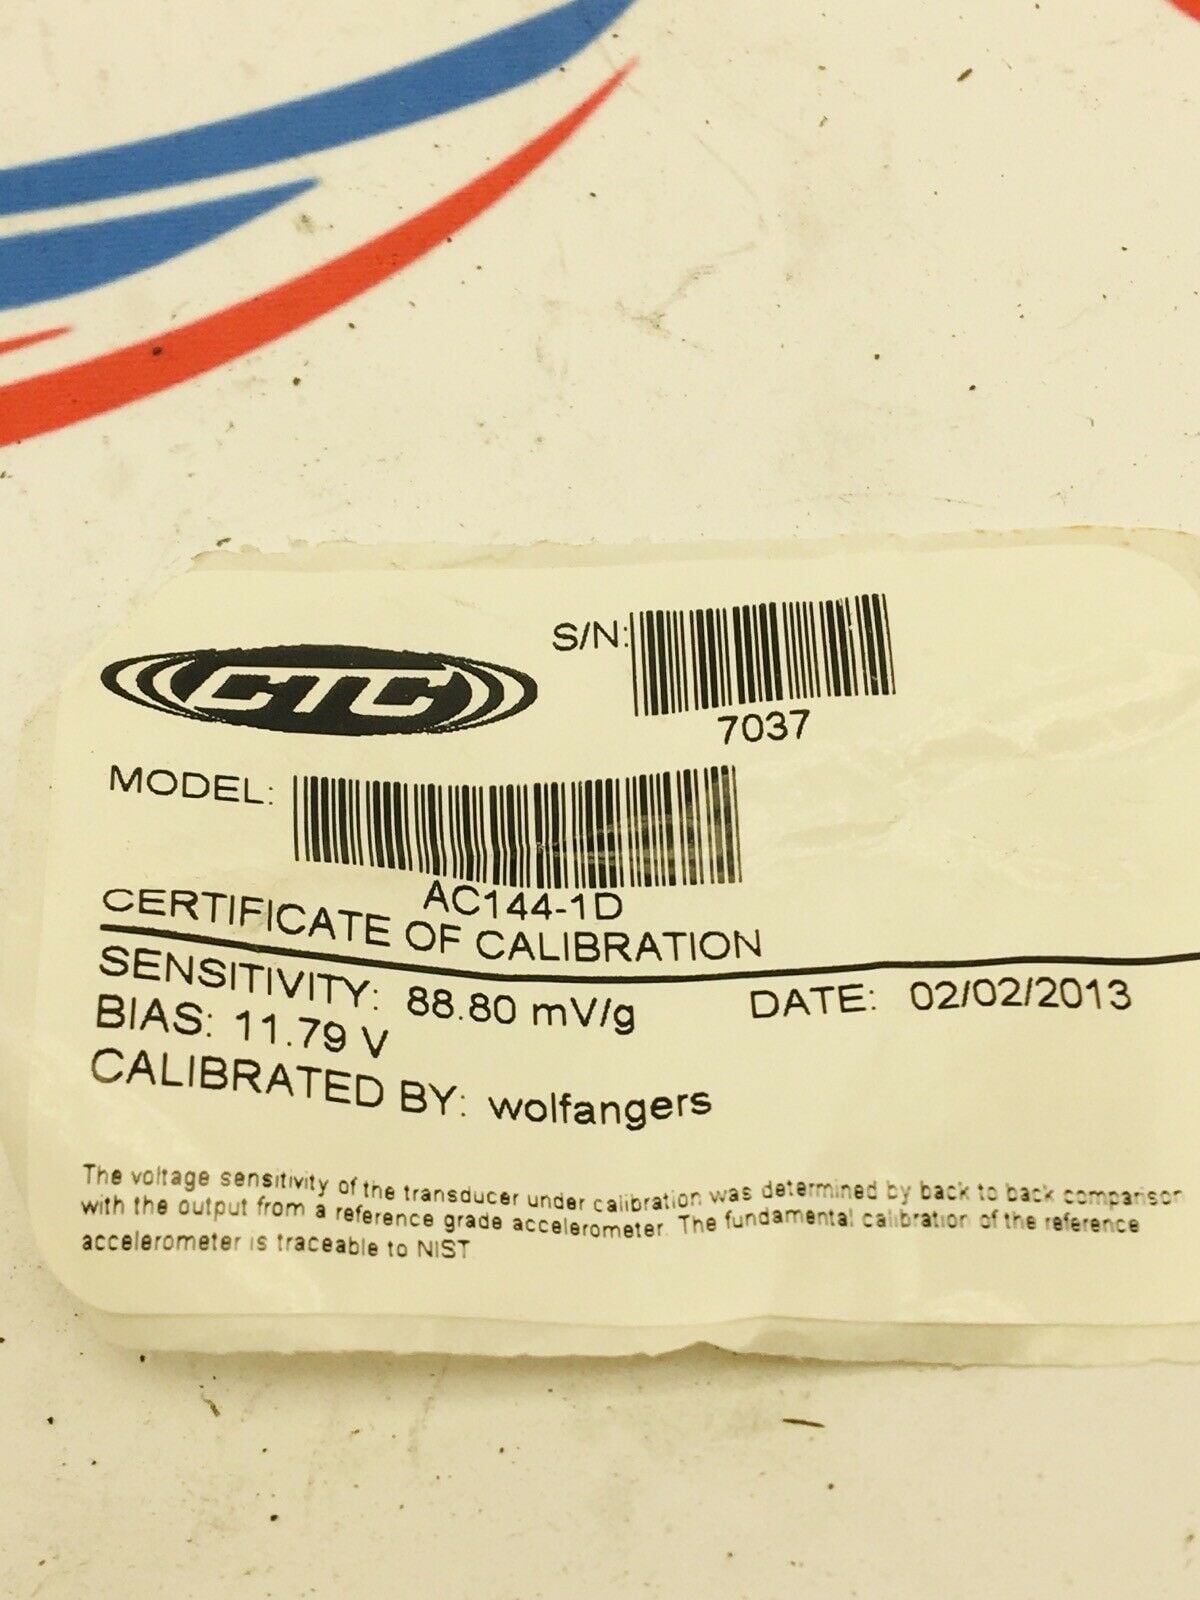 CTC
S/N:
7037
MODEL:
AC144-1D
CERTIFICATE OF CALIBRATION
SENSITIVITY: 88.80 mV/g
DATE: 02/02/2013
BIAS: 11.79 V
CALIBRATED BY: wolfangers
The voltage sensitivity of the transducer under calibration was determined by back to back comparison
with the output from a reference grade accelerometer. The fundamental calibration of the reference
accelerometer is traceable to NIST